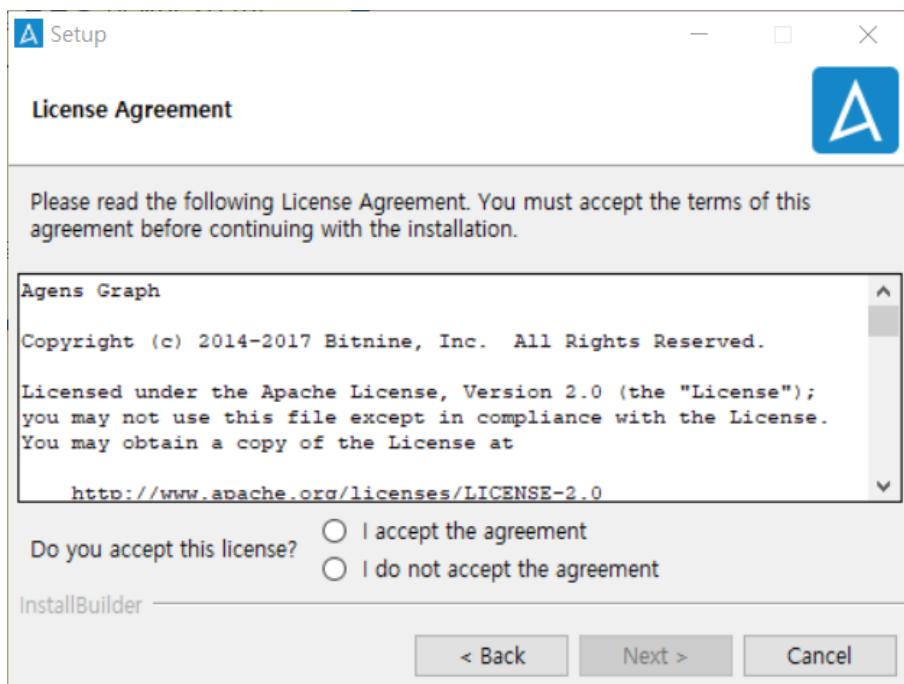 Setup
License Agreement
Please read the following License Agreement. You must accept the terms of this
agreement before continuing with the installation.
Agens Graph
Copyright (c) 2014-2017 Bitnine, Inc.  All Rights Reserved.
Licensed under the Apache License, Version 2.0 (the "License");
you may not use this file except in compliance with the License.
You may obtain a copy of the License at
http://www.apache.org/licenses/LICENSE-2.0
Do you accept this license?
I accept the agreement
I do not accept the agreement
InstallBuilder
< Back
Next >
Cancel